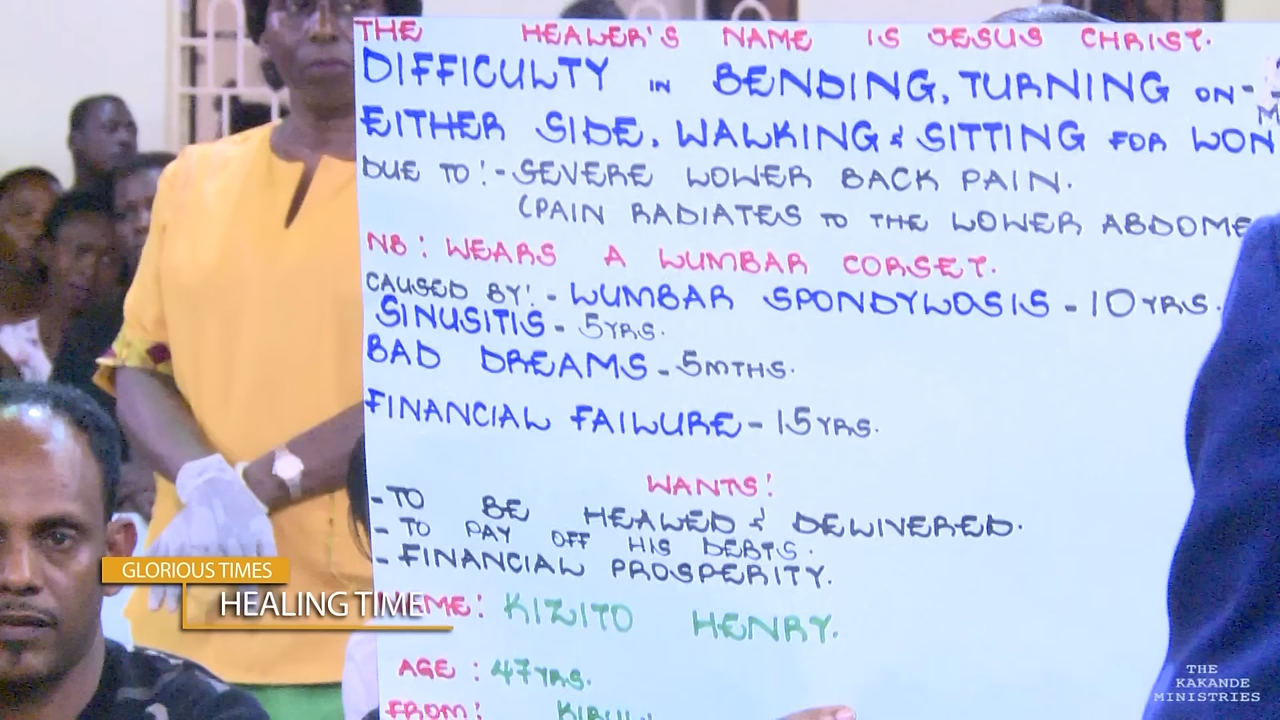 THE HEALER'S NAME IS JESUS CHRIST.
DIFFICULTY IN BENDING, TURNING ON-
EITHER SIDE, WALKING & SITTING FOR LON
DUE TO:- SEVERE LOWER BACK PAIN.
(PAIN RADIATES TO THE LOWER ABDOME
NB: WEARS A LUMBAR CORSET.
CAUSED BY:- LUMBAR SPONDYLOSIS - 10YRS.
SINUSITIS - 5YRS.
BAD DREAMS - 5MTHS.
FINANCIAL FAILURE - 15YRS.
WANTS:
- TO BE HEALED & DELIVERED.
- TO PAY OFF HIS DEBTS.
- FINANCIAL PROSPERITY.
NAME: KIZITO HENRY.
AGE: 47YRS.
FROM:
GLORIOUS TIMES
HEALING TIME
THE
KAKANDE
MINISTRIES